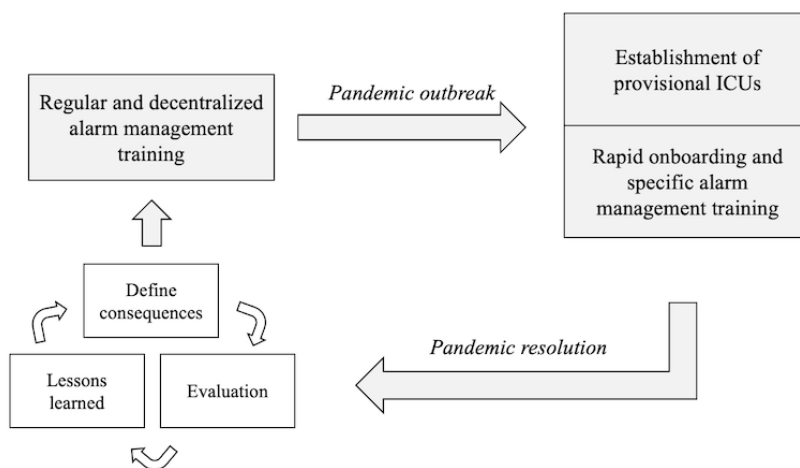 Regular and decentralized
alarm management
training
Pandemic outbreak
Establishment of
provisional ICUs
Rapid onboarding and
specific alarm
management training
Define
consequences
Lessons
learned
Evaluation
Pandemic resolution